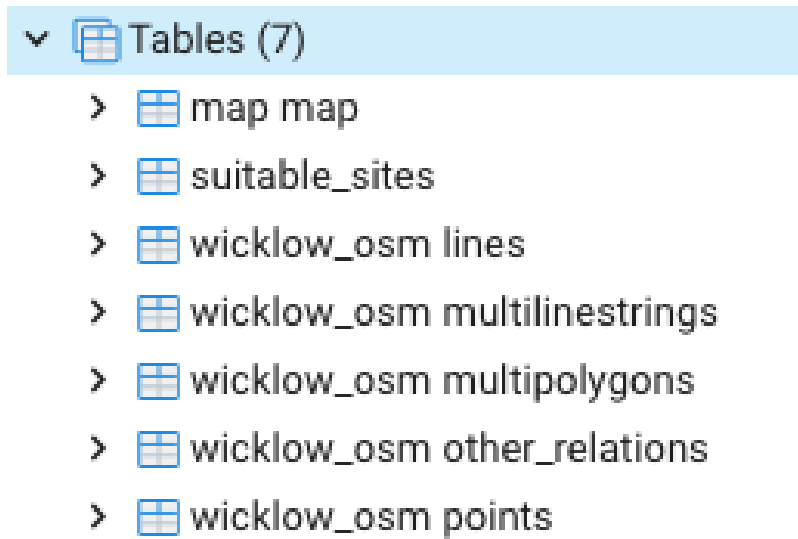 Tables (7)
map map
suitable_sites
wicklow_osm lines
wicklow_osm multilinestrings
wicklow_osm multipolygons
wicklow_osm other_relations
wicklow_osm points